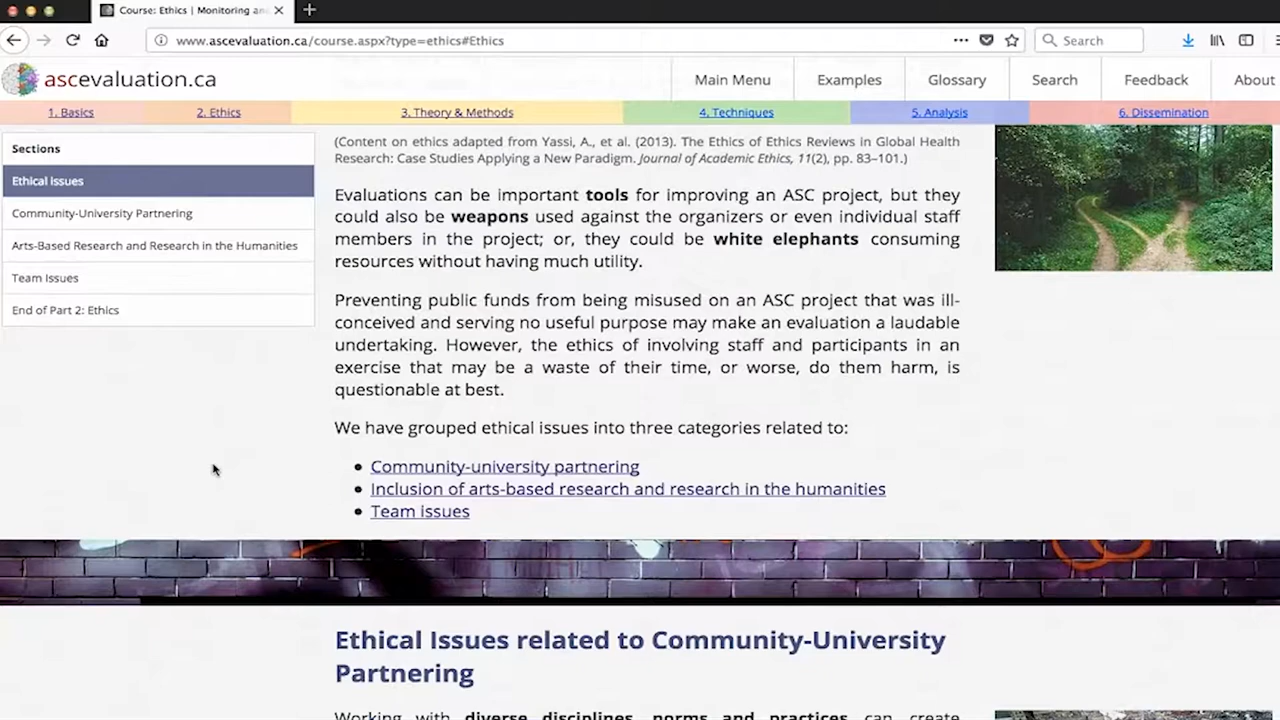 Course: Ethics | Monitoring an
www.ascevaluation.ca/course.aspx?type=ethics#Ethics
Search
ascevaluation.ca
Main Menu
Examples
Glossary
Search
Feedback
About
1. Basics
2. Ethics
3. Theory & Methods
4. Techniques
5. Analysis
6. Dissemination
Sections
Ethical Issues
Community-University Partnering
Arts-Based Research and Research in the Humanities
Team Issues
End of Part 2: Ethics
(Content on ethics adapted from Yassi, A., et al. (2013). The Ethics of Ethics Reviews in Global Health
Research: Case Studies Applying a New Paradigm. Journal of Academic Ethics, 11(2), pp. 83–101.)
Evaluations can be important tools for improving an ASC project, but they
could also be weapons used against the organizers or even individual staff
members in the project; or, they could be white elephants consuming
resources without having much utility.
Preventing public funds from being misused on an ASC project that was ill-
conceived and serving no useful purpose may make an evaluation a laudable
undertaking. However, the ethics of involving staff and participants in an
exercise that may be a waste of their time, or worse, do them harm, is
questionable at best.
We have grouped ethical issues into three categories related to:
Community-university partnering
Inclusion of arts-based research and research in the humanities
Team issues
Ethical Issues related to Community-University
Partnering
Working with diverse disciplines, norms and practices can create